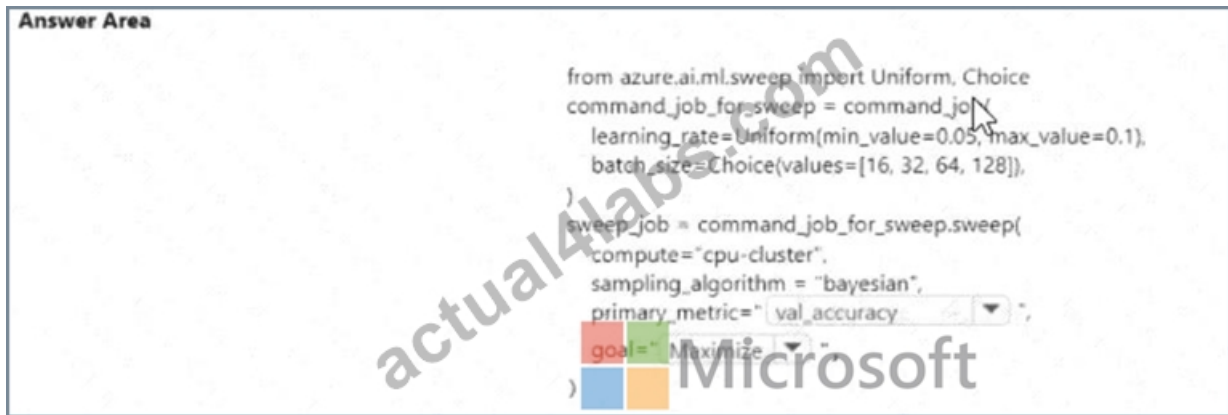 Answer Area
from azure.ai.ml.sweep import Uniform, Choice
command_job_for_sweep = command_job(
learning_rate=Uniform(min_value=0.05, max_value=0.1),
batch_size=Choice(values=[16, 32, 64, 128]),
)
sweep_job = command_job_for_sweep.sweep(
compute="cpu-cluster",
sampling_algorithm = "bayesian",
primary_metric=" val_accuracy ",
goal=" Maximize ",
)
actual4labs.com
Microsoft